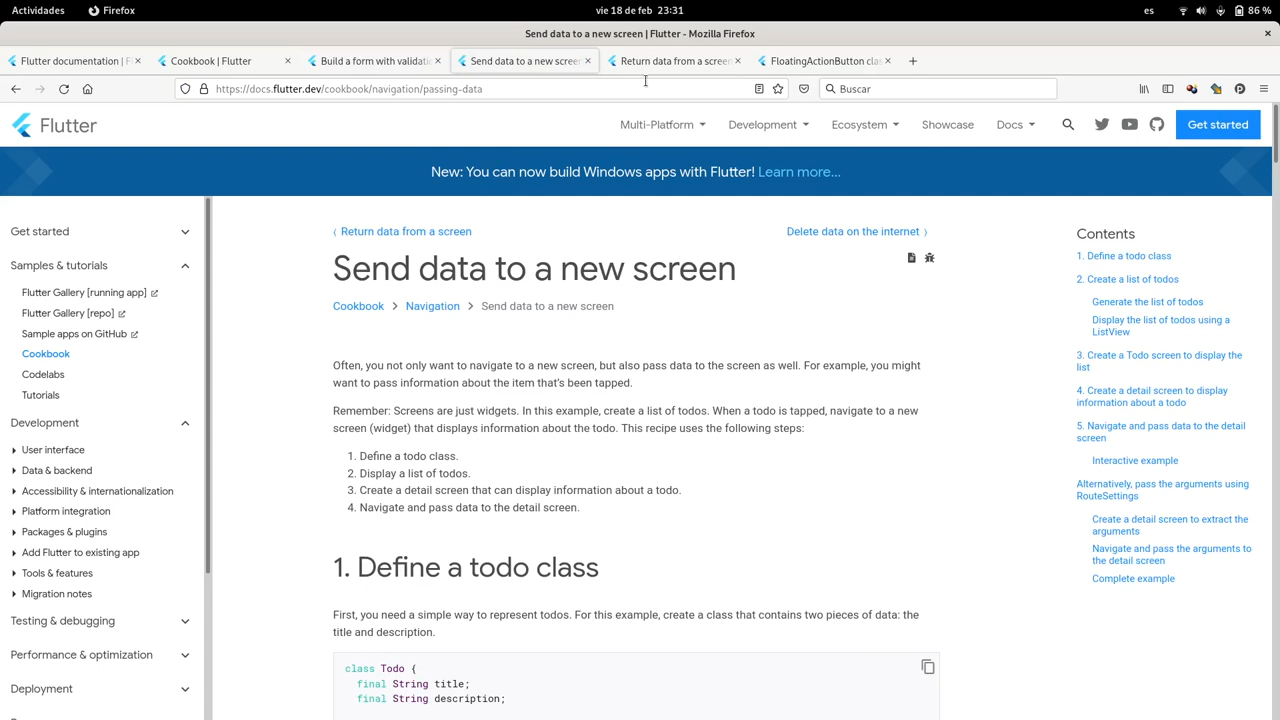 Actividades Firefox vie 18 de feb 23:31 es 86 %
Send data to a new screen | Flutter - Mozilla Firefox
Flutter documentation | F Cookbook | Flutter Build a form with validati Send data to a new screen Return data from a screen FloatingActionButton clas
https://docs.flutter.dev/cookbook/navigation/passing-data Buscar
Flutter Multi-Platform Development Ecosystem Showcase Docs Get started
New: You can now build Windows apps with Flutter! Learn more...
Get started
Samples & tutorials
Flutter Gallery [running app]
Flutter Gallery [repo]
Sample apps on GitHub
Cookbook
Codelabs
Tutorials
Development
User interface
Data & backend
Accessibility & internationalization
Platform integration
Packages & plugins
Add Flutter to existing app
Tools & features
Migration notes
Testing & debugging
Performance & optimization
Deployment
‹ Return data from a screen Delete data on the internet ›
Send data to a new screen
Cookbook > Navigation > Send data to a new screen
Often, you not only want to navigate to a new screen, but also pass data to the screen as well. For example, you might
want to pass information about the item that's been tapped.
Remember: Screens are just widgets. In this example, create a list of todos. When a todo is tapped, navigate to a new
screen (widget) that displays information about the todo. This recipe uses the following steps:
1. Define a todo class.
2. Display a list of todos.
3. Create a detail screen that can display information about a todo.
4. Navigate and pass data to the detail screen.
1. Define a todo class
First, you need a simple way to represent todos. For this example, create a class that contains two pieces of data: the
title and description.
class Todo {
final String title;
final String description;
Contents
1. Define a todo class
2. Create a list of todos
Generate the list of todos
Display the list of todos using a
ListView
3. Create a Todo screen to display the
list
4. Create a detail screen to display
information about a todo
5. Navigate and pass data to the detail
screen
Interactive example
Alternatively, pass the arguments using
RouteSettings
Create a detail screen to extract the
arguments
Navigate and pass the arguments to
the detail screen
Complete example